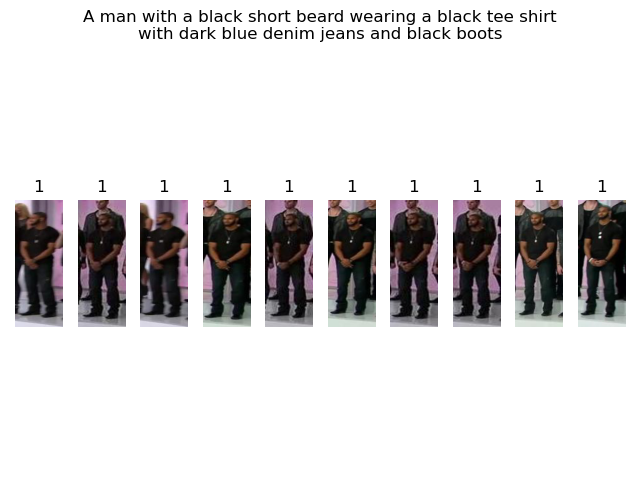 A man with a black short beard wearing a black tee shirt
with dark blue denim jeans and black boots
1 1 1 1 1 1 1 1 1 1